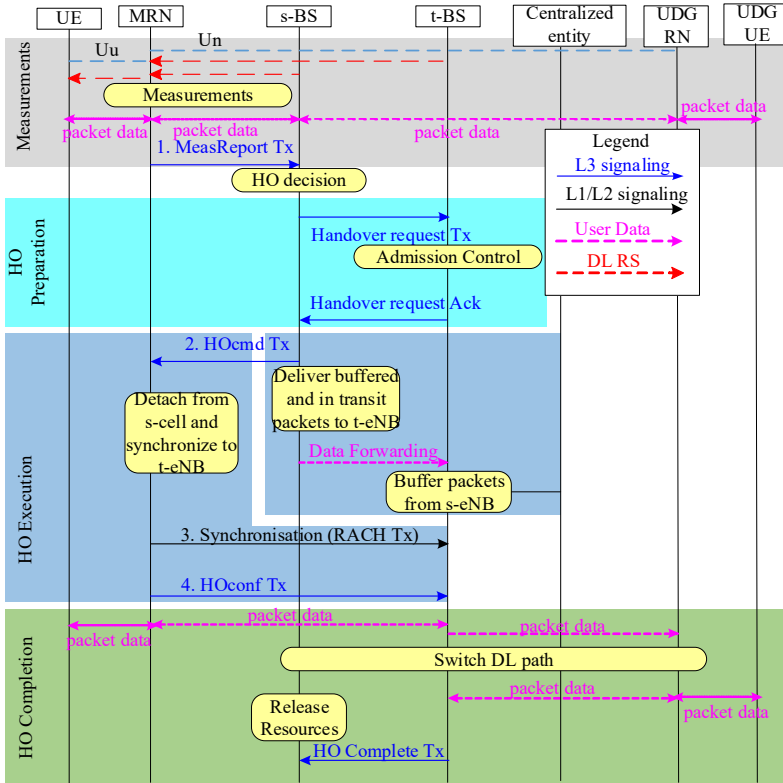 UE
MRN
s-BS
t-BS
Centralized
entity
UDG
RN
UDG
UE
Measurements
Uu
Un
Measurements
packet data
packet data
packet data
packet data
1. MeasReport Tx
HO decision
Legend
L3 signaling
L1/L2 signaling
User Data
DL RS
HO
Preparation
Handover request Tx
Admission Control
Handover request Ack
HO Execution
2. HOcmd Tx
Detach from
s-cell and
synchronize to
t-eNB
Deliver buffered
and in transit
packets to t-eNB
Data Forwarding
Buffer packets
from s-eNB
3. Synchronisation (RACH Tx)
4. HOconf Tx
HO Completion
packet data
packet data
packet data
Switch DL path
packet data
packet data
Release
Resources
HO Complete Tx